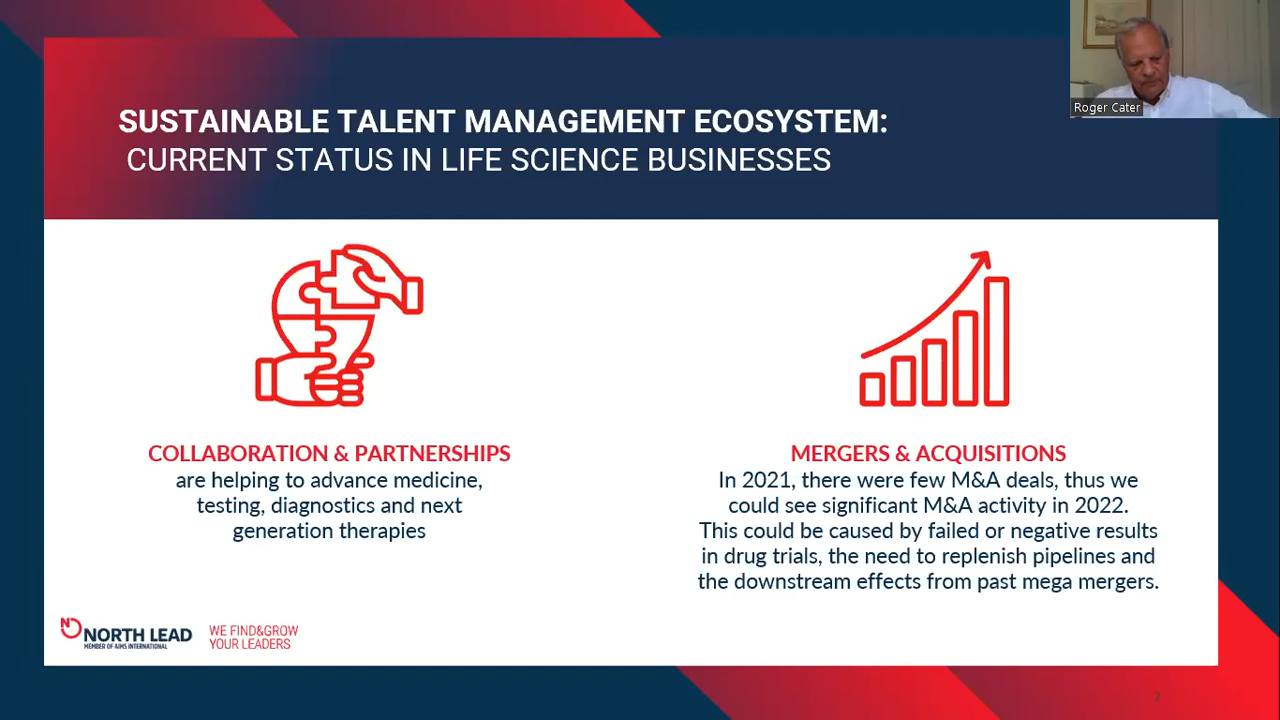 Roger Cater
SUSTAINABLE TALENT MANAGEMENT ECOSYSTEM:
CURRENT STATUS IN LIFE SCIENCE BUSINESSES
COLLABORATION & PARTNERSHIPS
are helping to advance medicine,
testing, diagnostics and next
generation therapies
MERGERS & ACQUISITIONS
In 2021, there were few M&A deals, thus we
could see significant M&A activity in 2022.
This could be caused by failed or negative results
in drug trials, the need to replenish pipelines and
the downstream effects from past mega mergers.
NORTH LEAD
MEMBER OF AIMS INTERNATIONAL
WE FIND&GROW
YOUR LEADERS
7